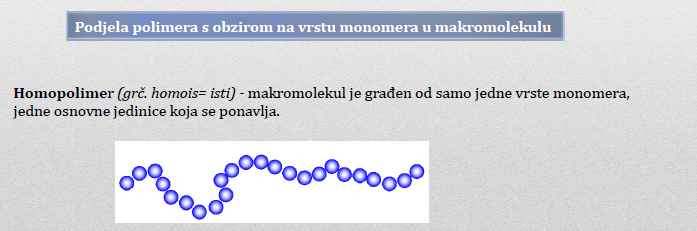 Podjela polimera s obzirom na vrstu monomera u makromolekulu
Homopolimer (grč. homois= isti) - makromolekul je građen od samo jedne vrste monomera,
jedne osnovne jedinice koja se ponavlja.